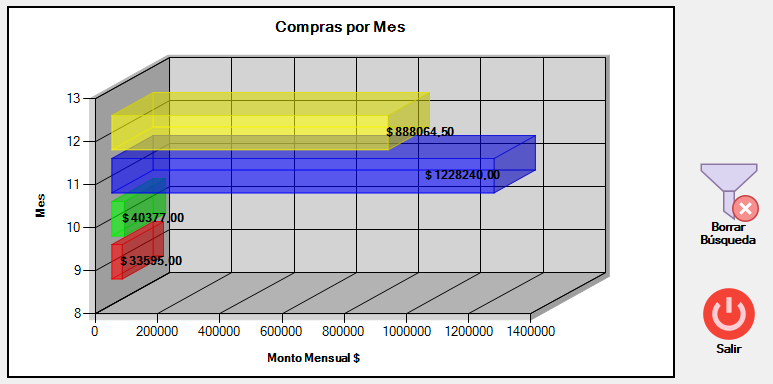 Compras por Mes
13
12
11
10
9
8
Mes
$ 888064,50
$ 1228240,00
$ 40377,00
$ 33595,00
0 200000 400000 600000 800000 1000000 1200000 1400000
Monto Mensual $
Borrar
Búsqueda
Salir